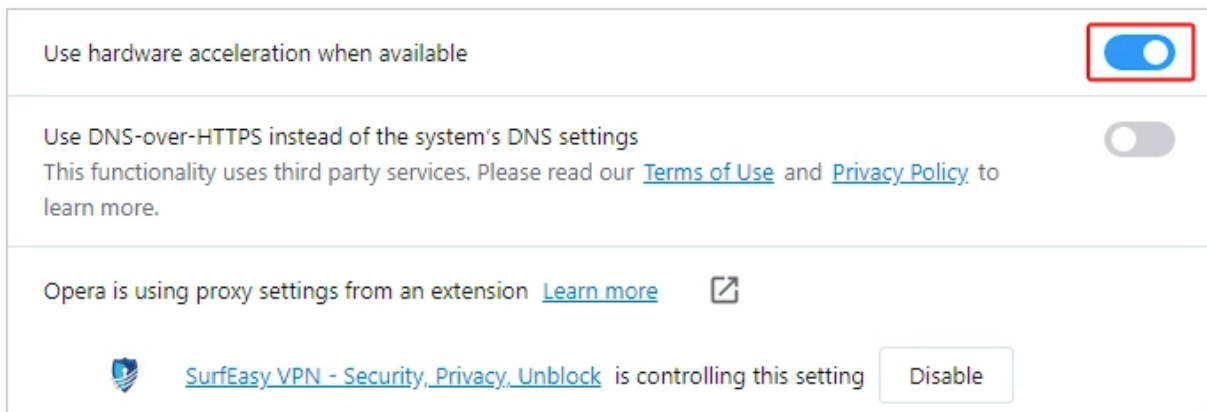 Use hardware acceleration when available
Use DNS-over-HTTPS instead of the system's DNS settings
This functionality uses third party services. Please read our Terms of Use and Privacy Policy to
learn more.
Opera is using proxy settings from an extension Learn more
SurfEasy VPN - Security, Privacy, Unblock is controlling this setting Disable